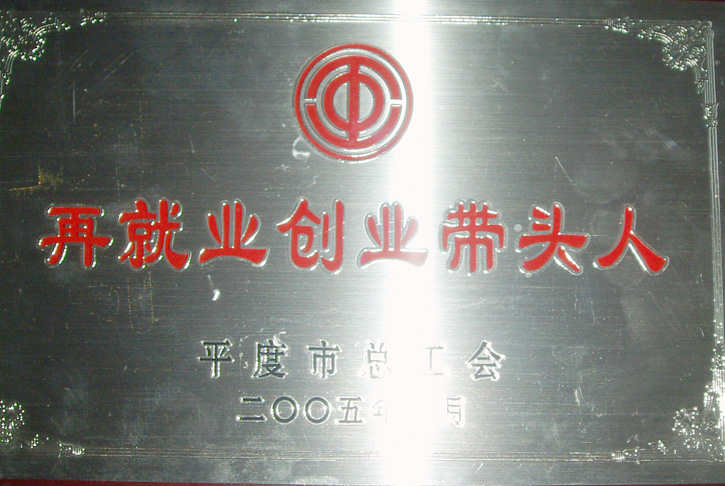 再就业创业带头人
平度市总工会
二〇〇五年 月